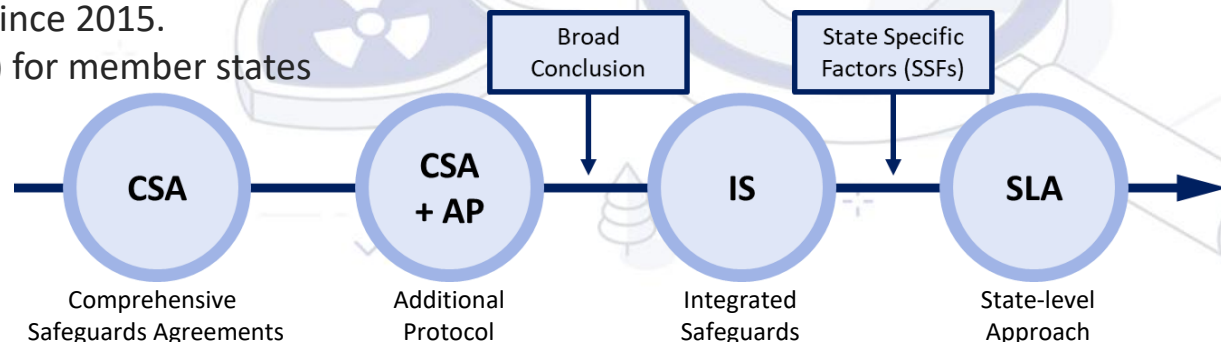 ince 2015.
) for member states
Broad
Conclusion
State Specific
Factors (SSFs)
CSA
CSA
+ AP
IS
SLA
Comprehensive
Safeguards Agreements
Additional
Protocol
Integrated
Safeguards
State-level
Approach